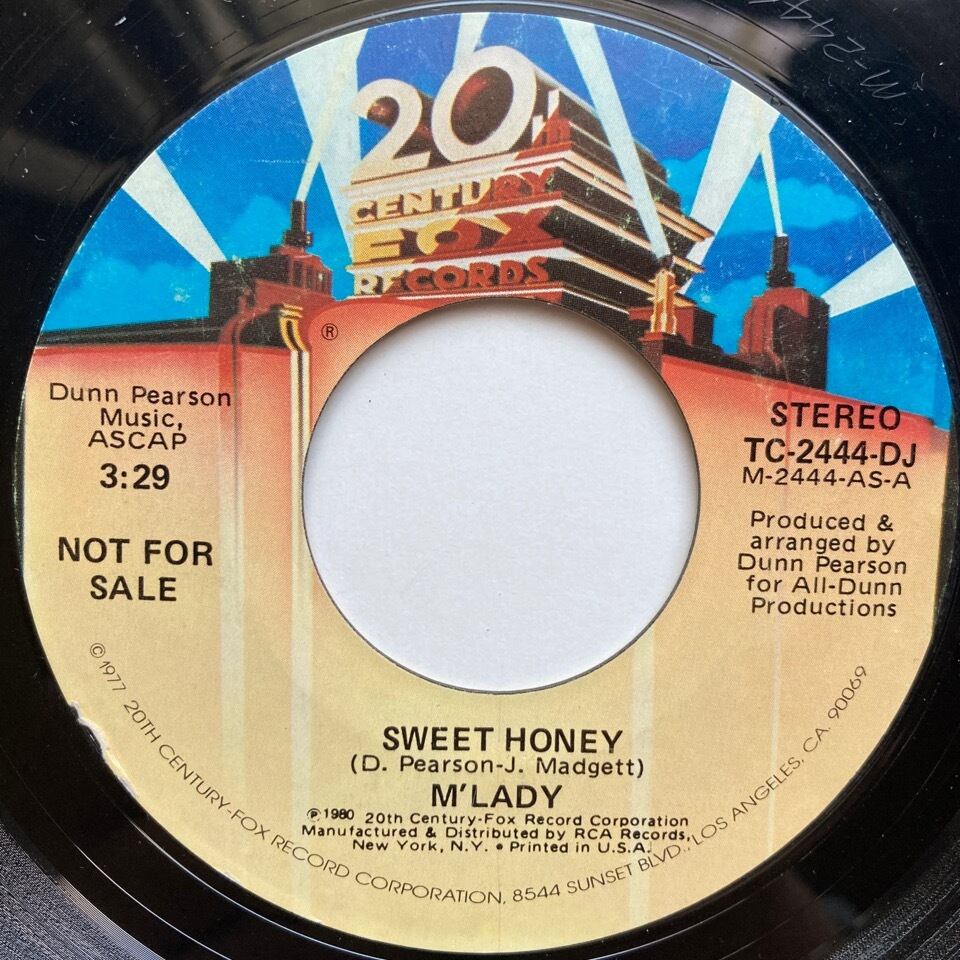 20th
CENTURY
FOX
RECORDS
®
Dunn Pearson
Music,
ASCAP
3:29
NOT FOR
SALE
STEREO
TC-2444-DJ
M-2444-AS-A
Produced &
arranged by
Dunn Pearson
for All-Dunn
Productions
SWEET HONEY
(D. Pearson-J. Madgett)
M'LADY
℗ 1980 20th Century-Fox Record Corporation
Manufactured & Distributed by RCA Records,
New York, N.Y. • Printed in U.S.A.
© 1977 20TH CENTURY-FOX RECORD CORPORATION, 8544 SUNSET BLVD., LOS ANGELES, CA. 90069